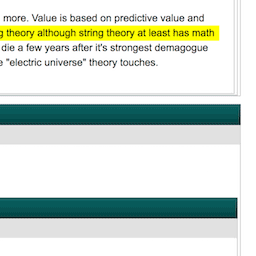 more. Value is based on predictive value and
g theory although string theory at least has math
die a few years after it's strongest demagogue
"electric universe" theory touches.